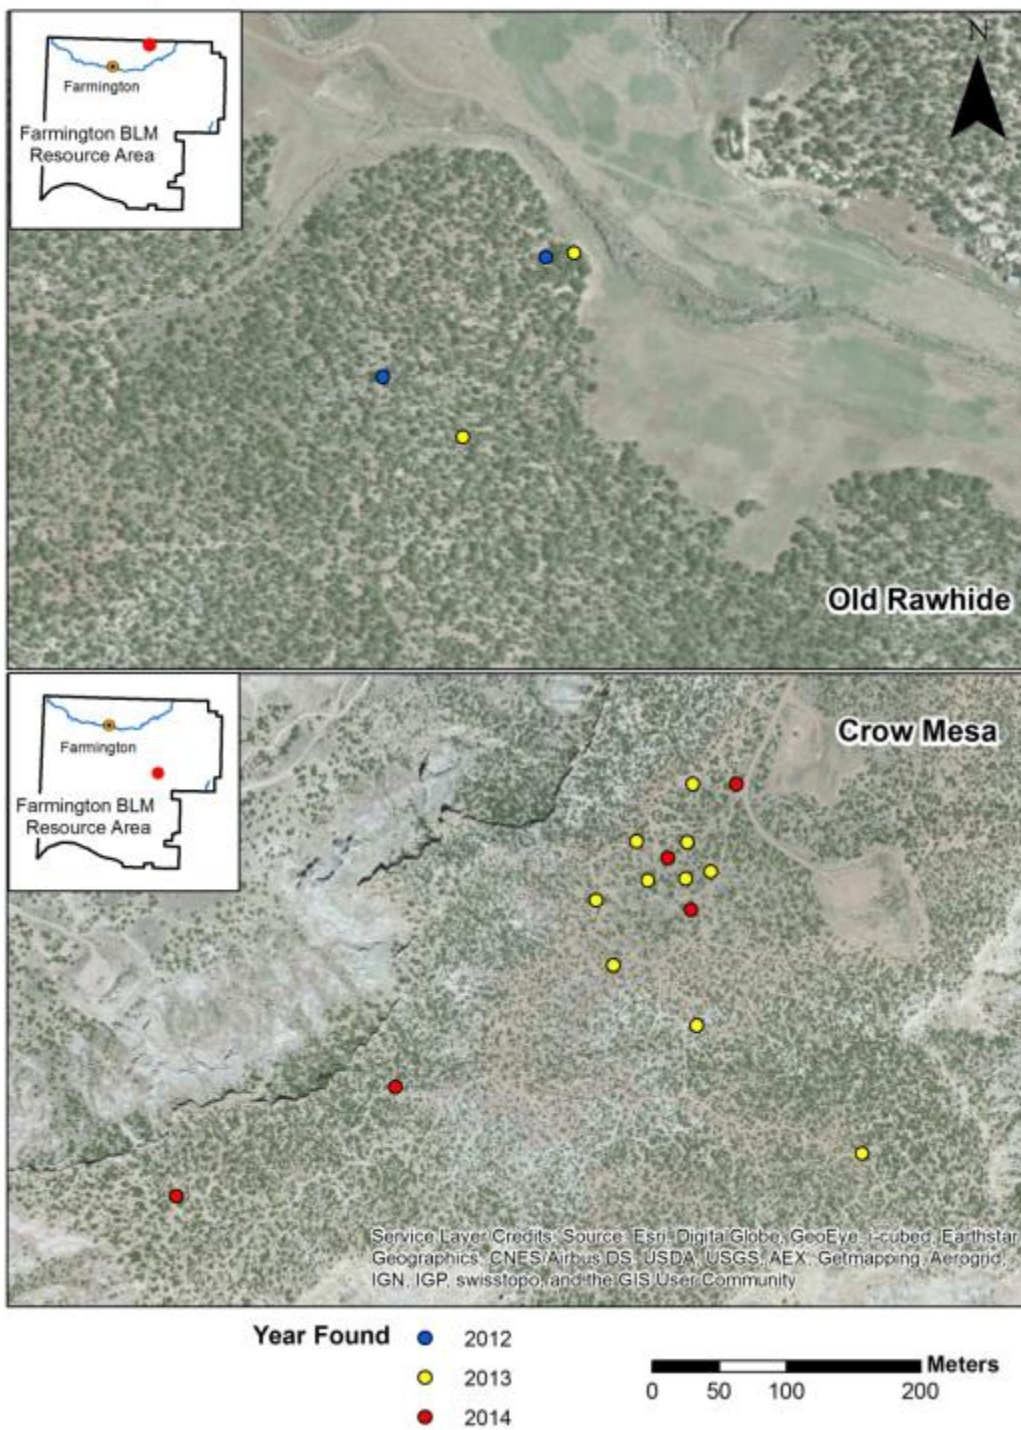 N
Farmington
Farmington BLM
Resource Area
Old Rawhide
Farmington
Farmington BLM
Resource Area
Crow Mesa
Service Layer Credits: Source: Esri, DigitalGlobe, GeoEye, i-cubed, Earthstar
Geographics, CNES/Airbus DS, USDA, USGS, AEX, Getmapping, Aerogrid,
IGN, IGP, swisstopo, and the GIS User Community
Year Found
2012
2013
2014
Meters
0 50 100 200